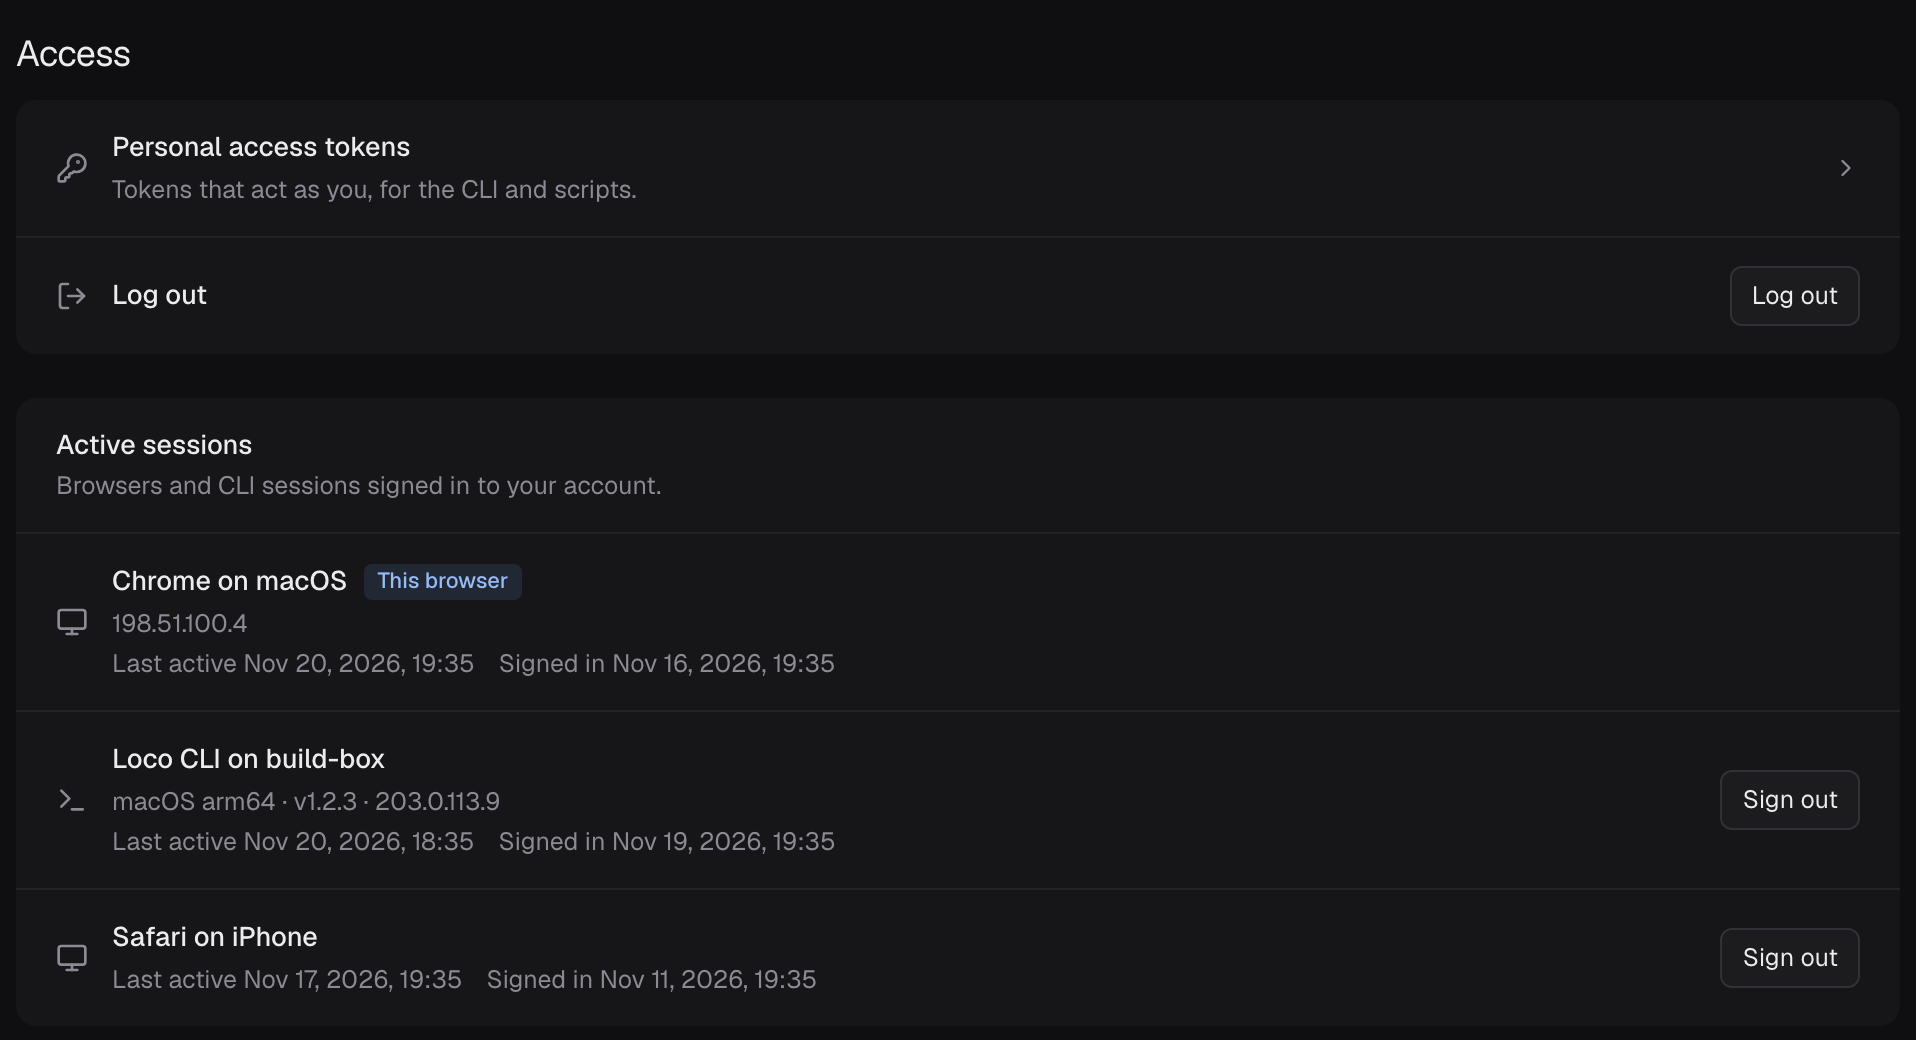 Access
Personal access tokens
Tokens that act as you, for the CLI and scripts.
Log out
Log out
Active sessions
Browsers and CLI sessions signed in to your account.
Chrome on macOS This browser
198.51.100.4
Last active Nov 20, 2026, 19:35 Signed in Nov 16, 2026, 19:35
Loco CLI on build-box
macOS arm64 · v1.2.3 · 203.0.113.9
Last active Nov 20, 2026, 18:35 Signed in Nov 19, 2026, 19:35
Sign out
Safari on iPhone
Last active Nov 17, 2026, 19:35 Signed in Nov 11, 2026, 19:35
Sign out